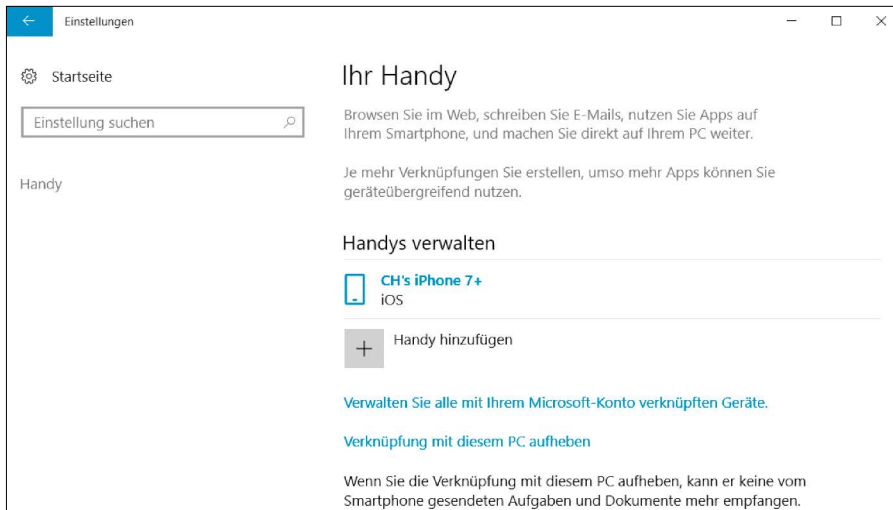 Einstellungen
Startseite
Einstellung suchen
Handy
Ihr Handy
Browsen Sie im Web, schreiben Sie E-Mails, nutzen Sie Apps auf
Ihrem Smartphone, und machen Sie direkt auf Ihrem PC weiter.
Je mehr Verknüpfungen Sie erstellen, umso mehr Apps können Sie
geräteübergreifend nutzen.
Handys verwalten
CH's iPhone 7+
iOS
Handy hinzufügen
Verwalten Sie alle mit Ihrem Microsoft-Konto verknüpften Geräte.
Verknüpfung mit diesem PC aufheben
Wenn Sie die Verknüpfung mit diesem PC aufheben, kann er keine vom
Smartphone gesendeten Aufgaben und Dokumente mehr empfangen.